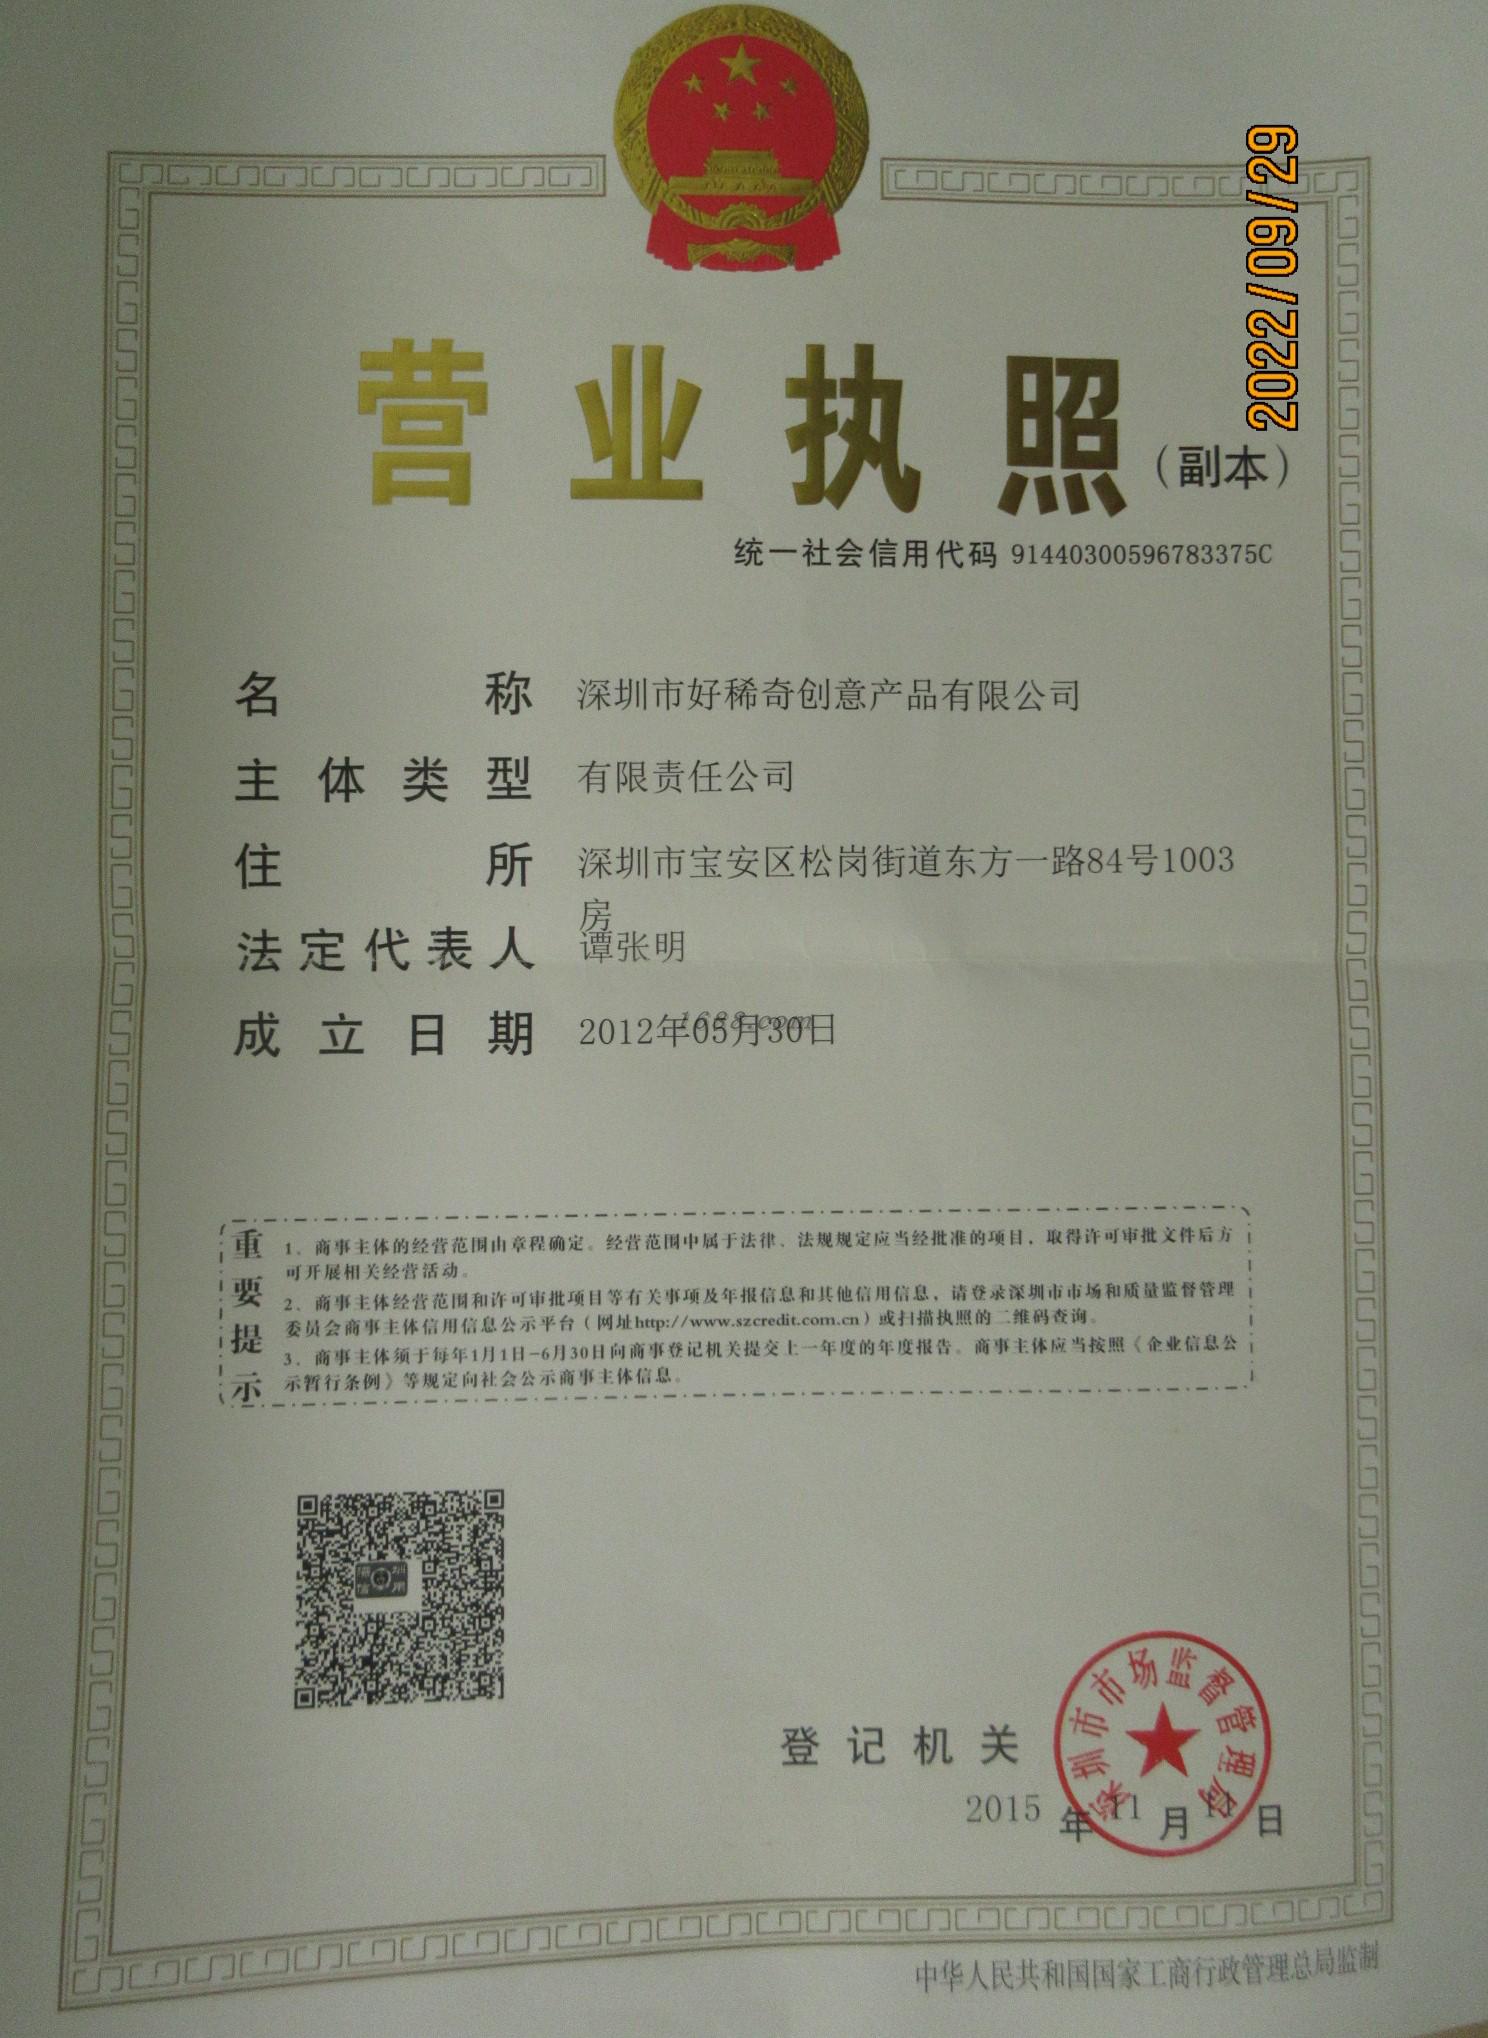 2022/09/29
营业执照(副本)
统一社会信用代码 91440300596783375C
名称 深圳市好稀奇创意产品有限公司
主体类型 有限责任公司
住所 深圳市宝安区松岗街道东方一路84号1003
房
法定代表人 谭张明
成立日期 2012年05月30日
1688.com
重要提示
1、商事主体的经营范围由章程确定。经营范围中属于法律、法规规定应当经批准的项目，取得许可审批文件后方
可开展相关经营活动。
2、商事主体经营范围和许可审批项目等有关事项及年报信息和其他信用信息，请登录深圳市市场和质量监督管理
委员会商事主体信用信息公示平台（网址http://www.szcredit.com.cn）或扫描执照的二维码查询。
3、商事主体须于每年1月1日-6月30日向商事登记机关提交上一年度的年度报告。商事主体应当按照《企业信息公
示暂行条例》等规定向社会公示商事主体信息。
深圳
信用
登记机关
深圳市市场监督管理局
2015年11月11日
中华人民共和国国家工商行政管理总局监制